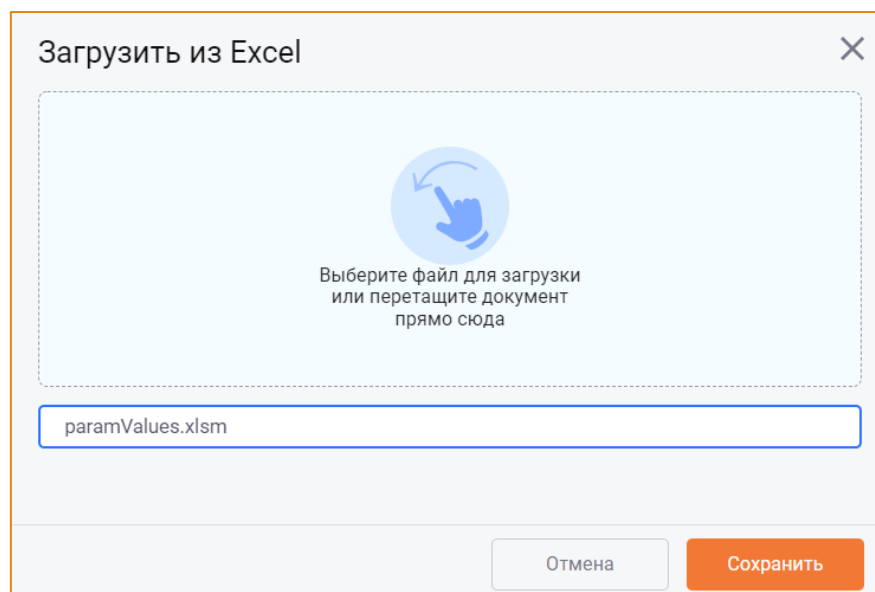 Загрузить из Excel
Выберите файл для загрузки
или перетащите документ
прямо сюда
paramValues.xlsm
Отмена
Сохранить